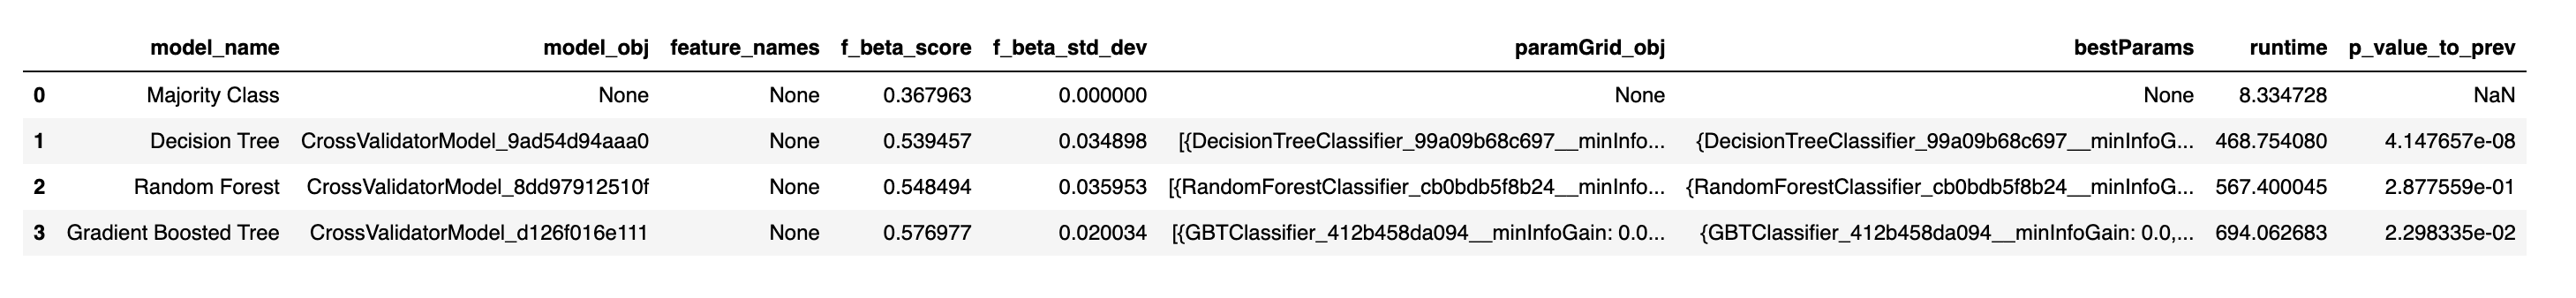 model_name model_obj feature_names f_beta_score f_beta_std_dev paramGrid_obj bestParams runtime p_value_to_prev
0 Majority Class None None 0.367963 0.000000 None None 8.334728 NaN
1 Decision Tree CrossValidatorModel_9ad54d94aaa0 None 0.539457 0.034898 [{DecisionTreeClassifier_99a09b68c697__minInfo... {DecisionTreeClassifier_99a09b68c697__minInfoG... 468.754080 4.147657e-08
2 Random Forest CrossValidatorModel_8dd97912510f None 0.548494 0.035953 [{RandomForestClassifier_cb0bdb5f8b24__minInfo... {RandomForestClassifier_cb0bdb5f8b24__minInfoG... 567.400045 2.877559e-01
3 Gradient Boosted Tree CrossValidatorModel_d126f016e111 None 0.576977 0.020034 [{GBTClassifier_412b458da094__minInfoGain: 0.0... {GBTClassifier_412b458da094__minInfoGain: 0.0,... 694.062683 2.298335e-02